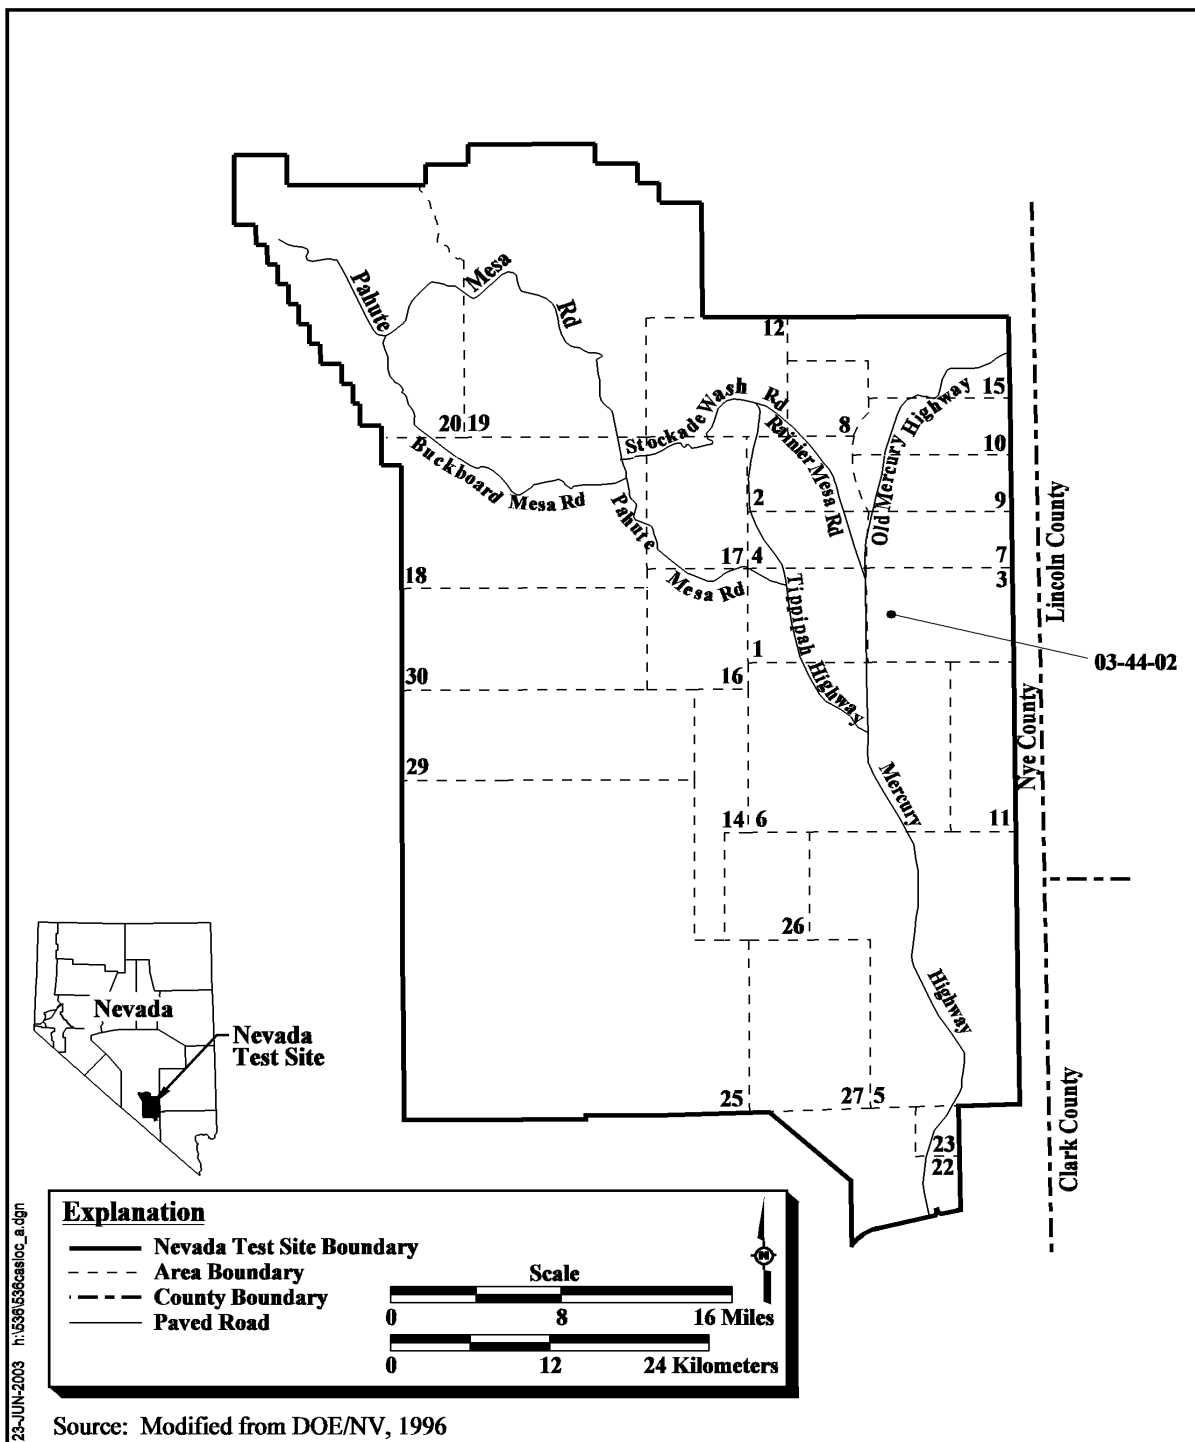 Pahute
Mesa
Rd
12
15
Stockade Wash Rd
20 19
8
10
Buckboard Mesa Rd
Rainier Mesa Rd
Old Mercury Highway
2
9
Pahute
Mesa Rd
17 4
7
3
18
Tippipah Highway
1
03-44-02
30
16
29
Mercury
Highway
14 6
11
26
25
27 5
23
22
Lincoln County
Nye County
Clark County
Nevada
Nevada
Test Site
Explanation
Nevada Test Site Boundary
Area Boundary
County Boundary
Paved Road
N
Scale
0 8 16 Miles
0 12 24 Kilometers
23-JUN-2003 h:\536\536casloc_a.dgn
Source: Modified from DOE/NV, 1996